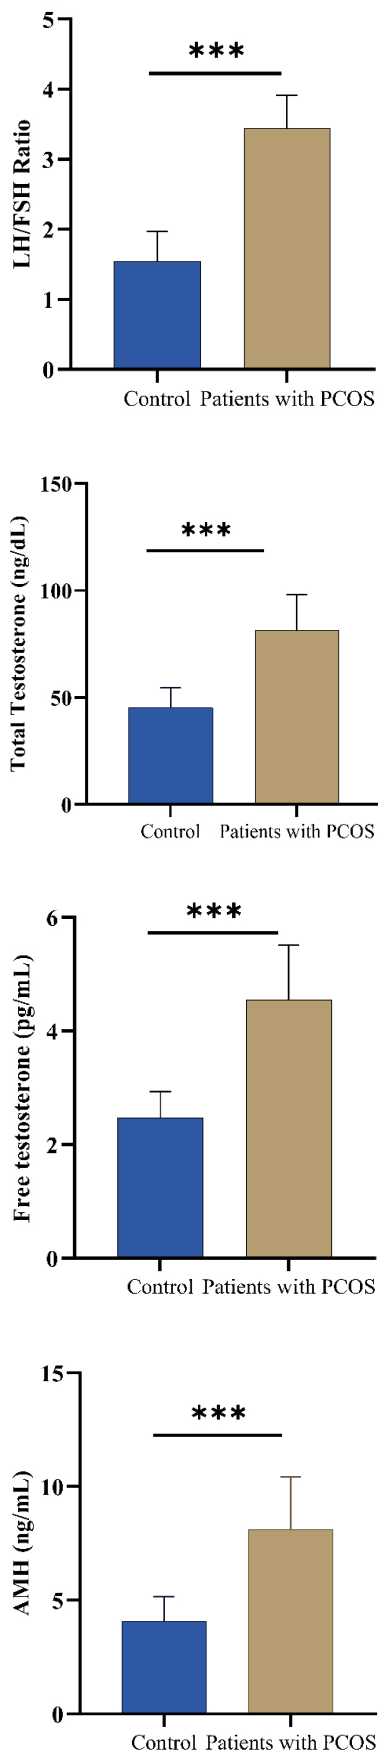 5
***
4
3
LH/FSH Ratio
2
1
0
Control Patients with PCOS
150
***
100
Total Testosterone (ng/dL)
50
0
Control Patients with PCOS
6
***
4
Free testosterone (pg/mL)
2
0
Control Patients with PCOS
15
***
10
AMH (ng/mL)
5
0
Control Patients with PCOS